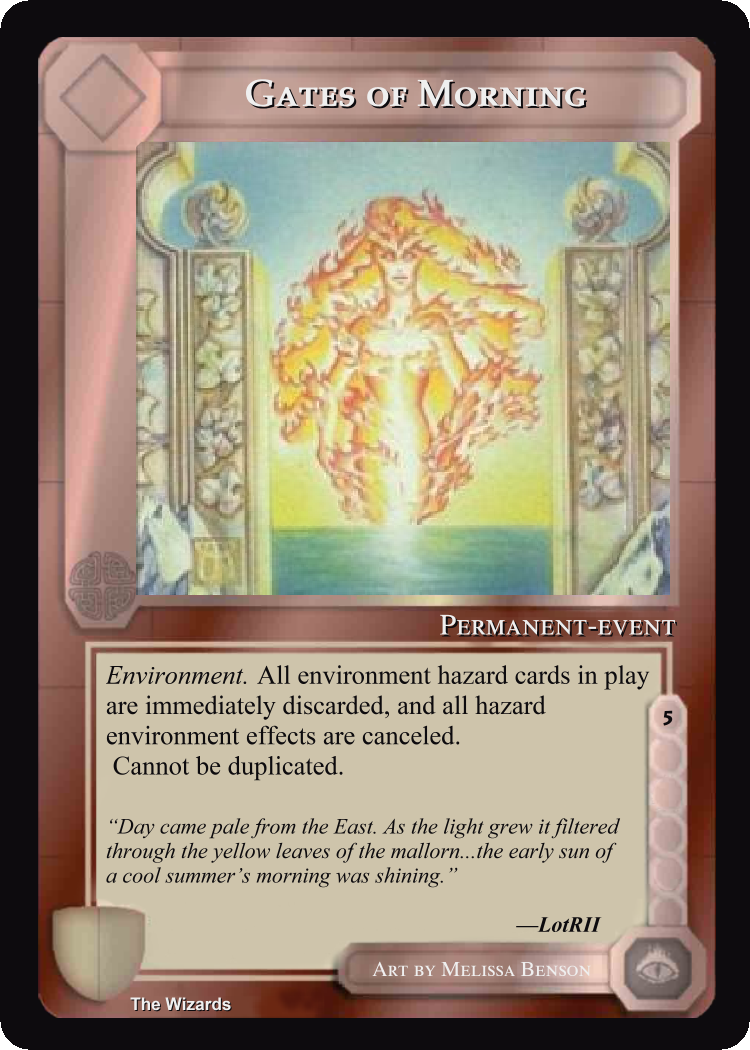 Gates of Morning
Permanent-event
Environment. All environment hazard cards in play
are immediately discarded, and all hazard
environment effects are canceled.
Cannot be duplicated.
5
“Day came pale from the East. As the light grew it filtered
through the yellow leaves of the mallorn...the early sun of
a cool summer’s morning was shining.”
—LotRII
Art by Melissa Benson
The Wizards